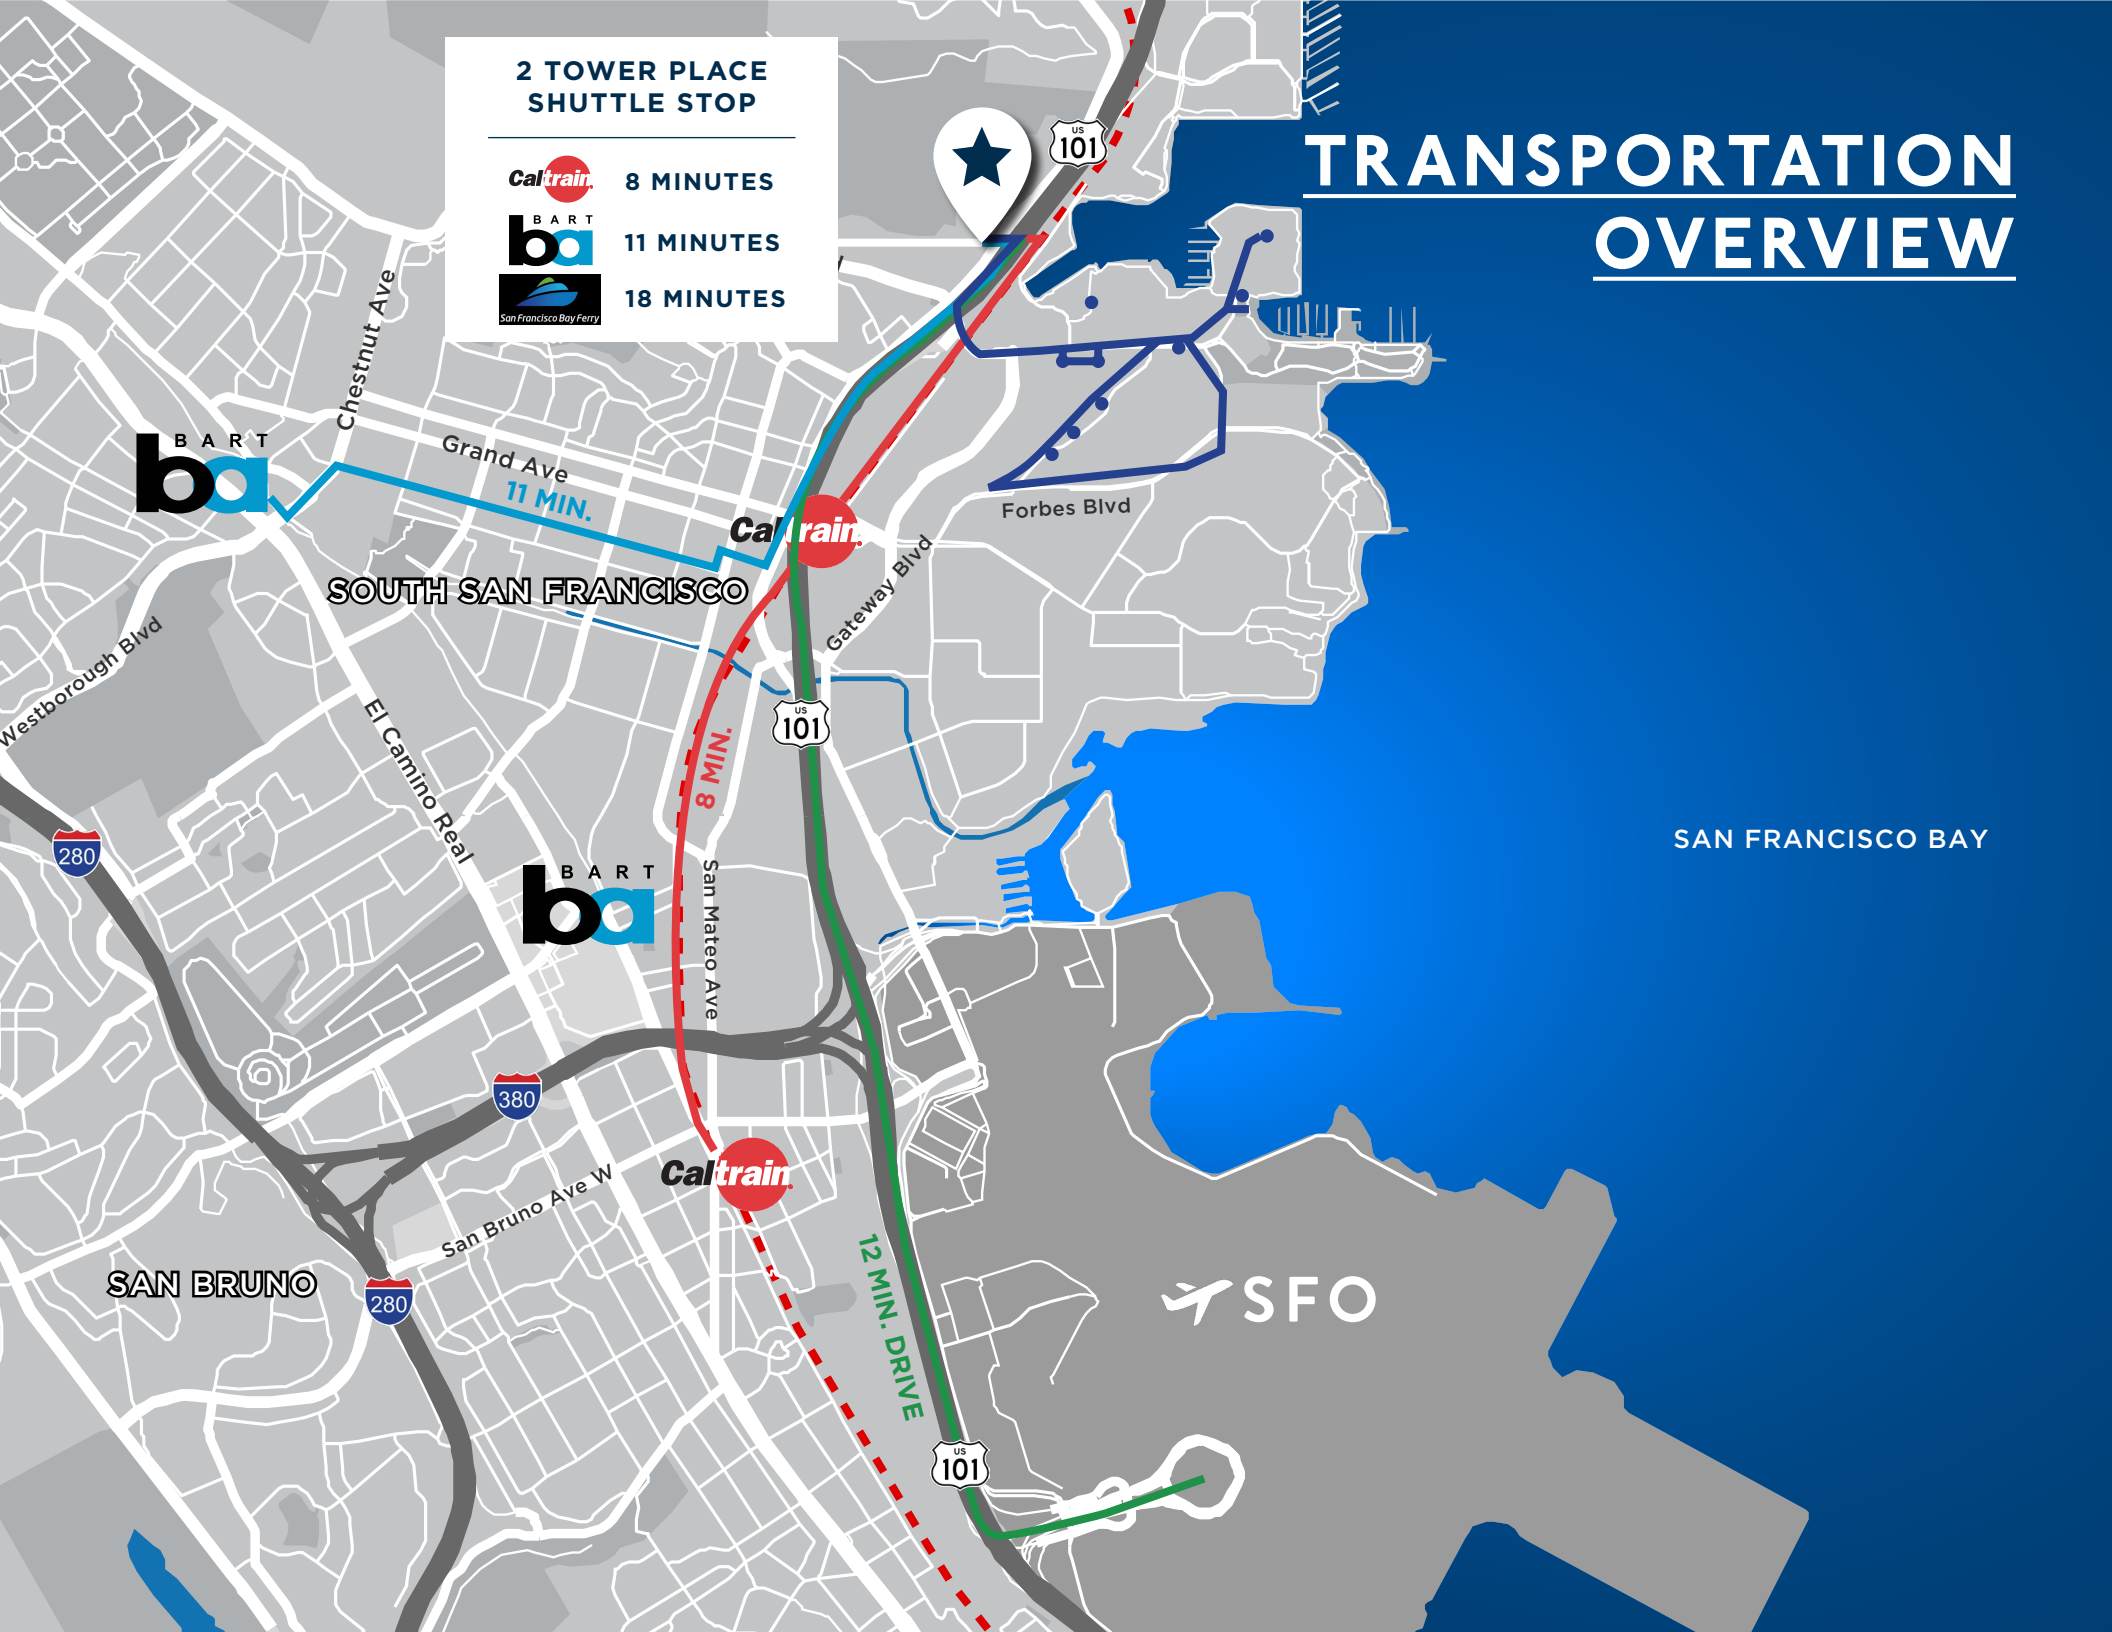 2 TOWER PLACE
SHUTTLE STOP
Caltrain
8 MINUTES
BART
ba
11 MINUTES
San Francisco Bay Ferry
18 MINUTES
US
101
TRANSPORTATION
OVERVIEW
Chestnut Ave
BART
ba
Grand Ave
11 MIN.
Caltrain
Forbes Blvd
SOUTH SAN FRANCISCO
Gateway Blvd
Westborough Blvd
El Camino Real
US
101
8 MIN.
280
SAN FRANCISCO BAY
BART
ba
San Mateo Ave
380
Caltrain
San Bruno Ave W
SAN BRUNO
280
12 MIN. DRIVE
SFO
US
101